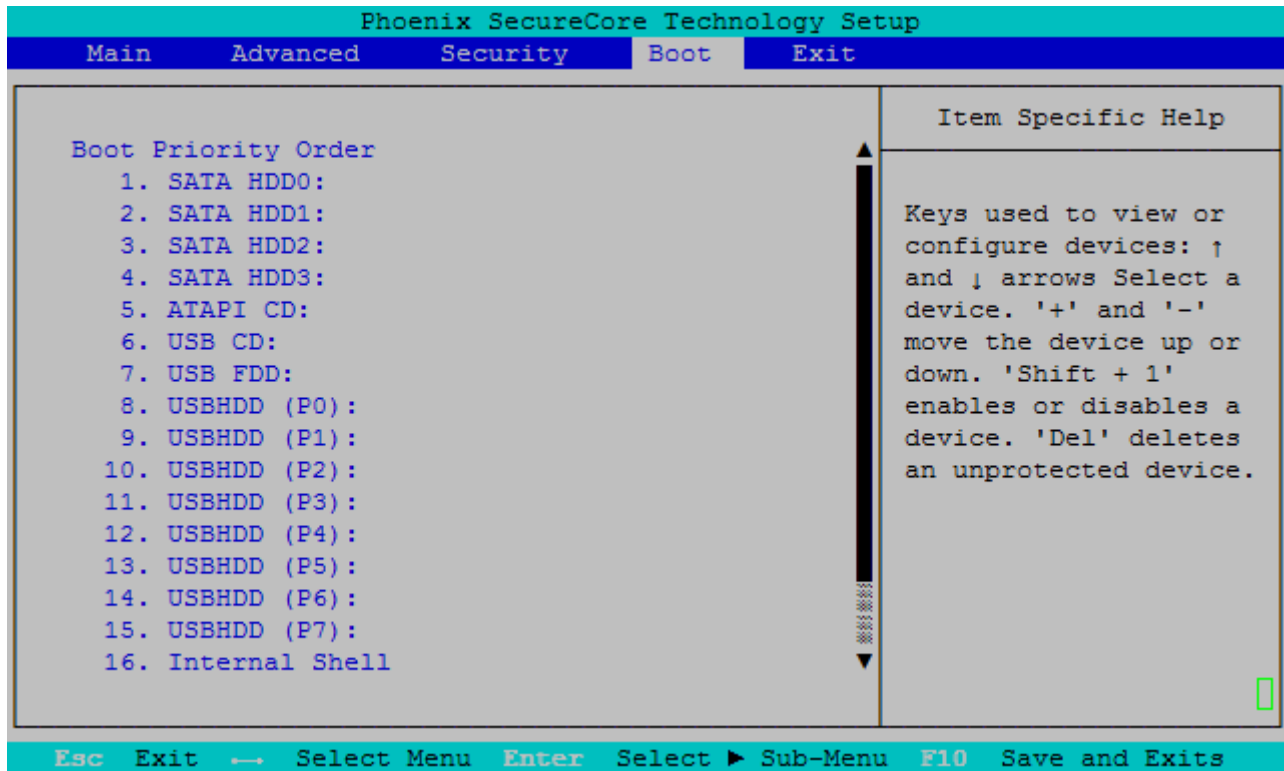 Phoenix SecureCore Technology Setup
Main Advanced Security Boot Exit
Boot Priority Order
1. SATA HDD0:
2. SATA HDD1:
3. SATA HDD2:
4. SATA HDD3:
5. ATAPI CD:
6. USB CD:
7. USB FDD:
8. USBHDD (P0):
9. USBHDD (P1):
10. USBHDD (P2):
11. USBHDD (P3):
12. USBHDD (P4):
13. USBHDD (P5):
14. USBHDD (P6):
15. USBHDD (P7):
16. Internal Shell
Item Specific Help
Keys used to view or
configure devices: ↑
and ↓ arrows Select a
device. '+' and '-'
move the device up or
down. 'Shift + 1'
enables or disables a
device. 'Del' deletes
an unprotected device.
Esc Exit ↔ Select Menu Enter Select ▶ Sub-Menu F10 Save and Exits